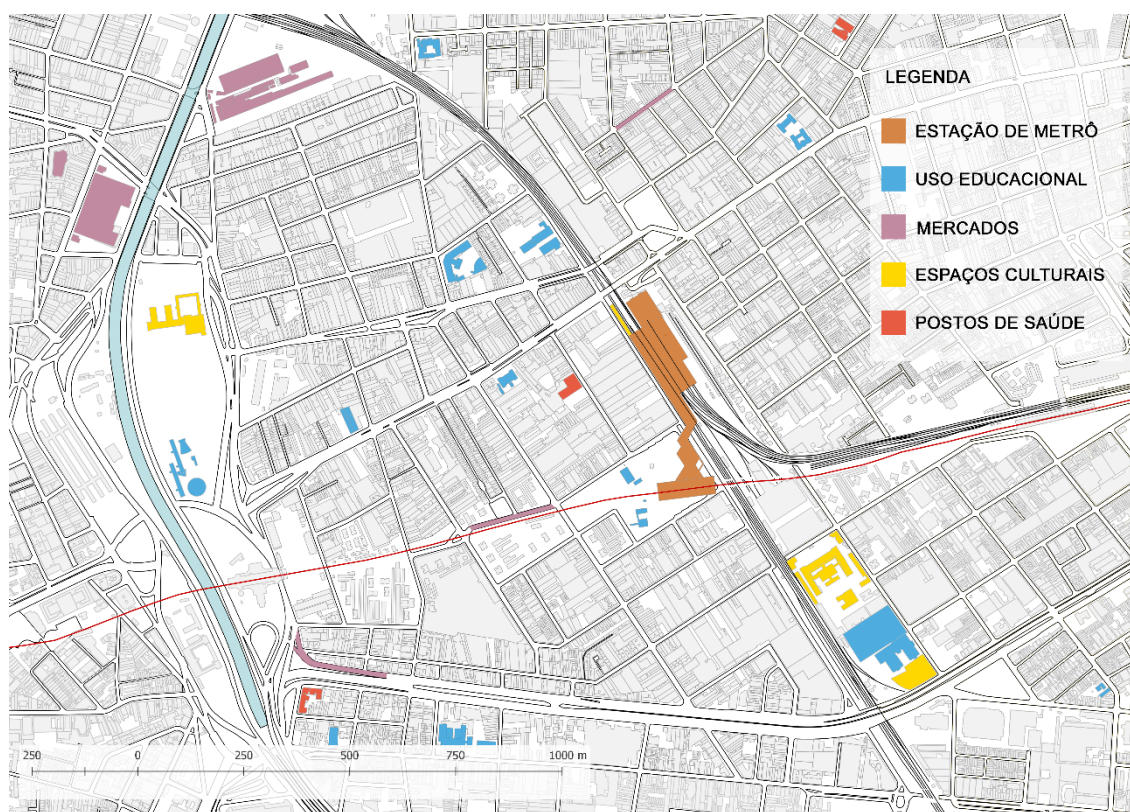 LEGENDA
ESTAÇÃO DE METRÔ
USO EDUCACIONAL
MERCADOS
ESPAÇOS CULTURAIS
POSTOS DE SAÚDE
250 0 250 500 750 1000 m